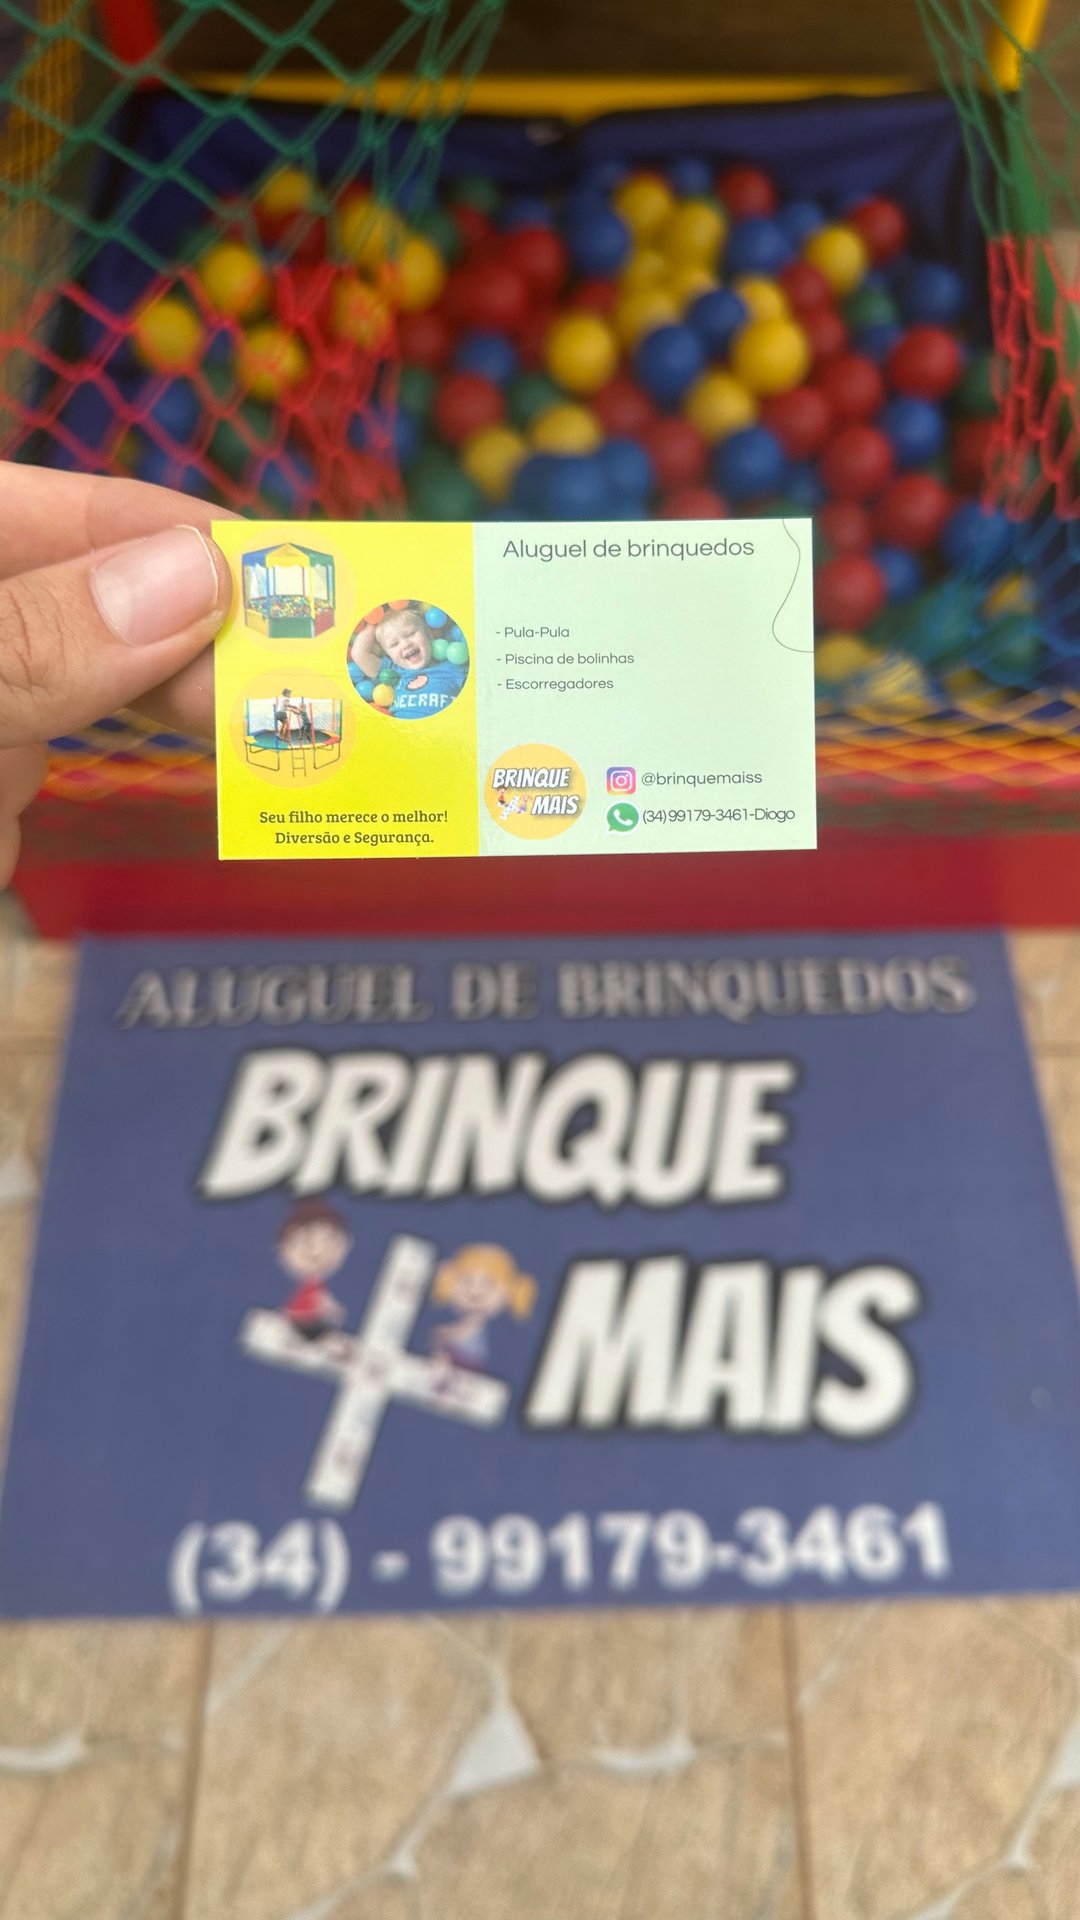 Aluguel de brinquedos
- Pula-Pula
- Piscina de bolinhas
- Escorregadores
NECRAFT
Seu filho merece o melhor!
Diversão e Segurança.
BRINQUE
MAIS
@brinquemaiss
(34)99179-3461-Diogo
ALUGUEL DE BRINQUEDOS
BRINQUE
MAIS
(34) - 99179-3461